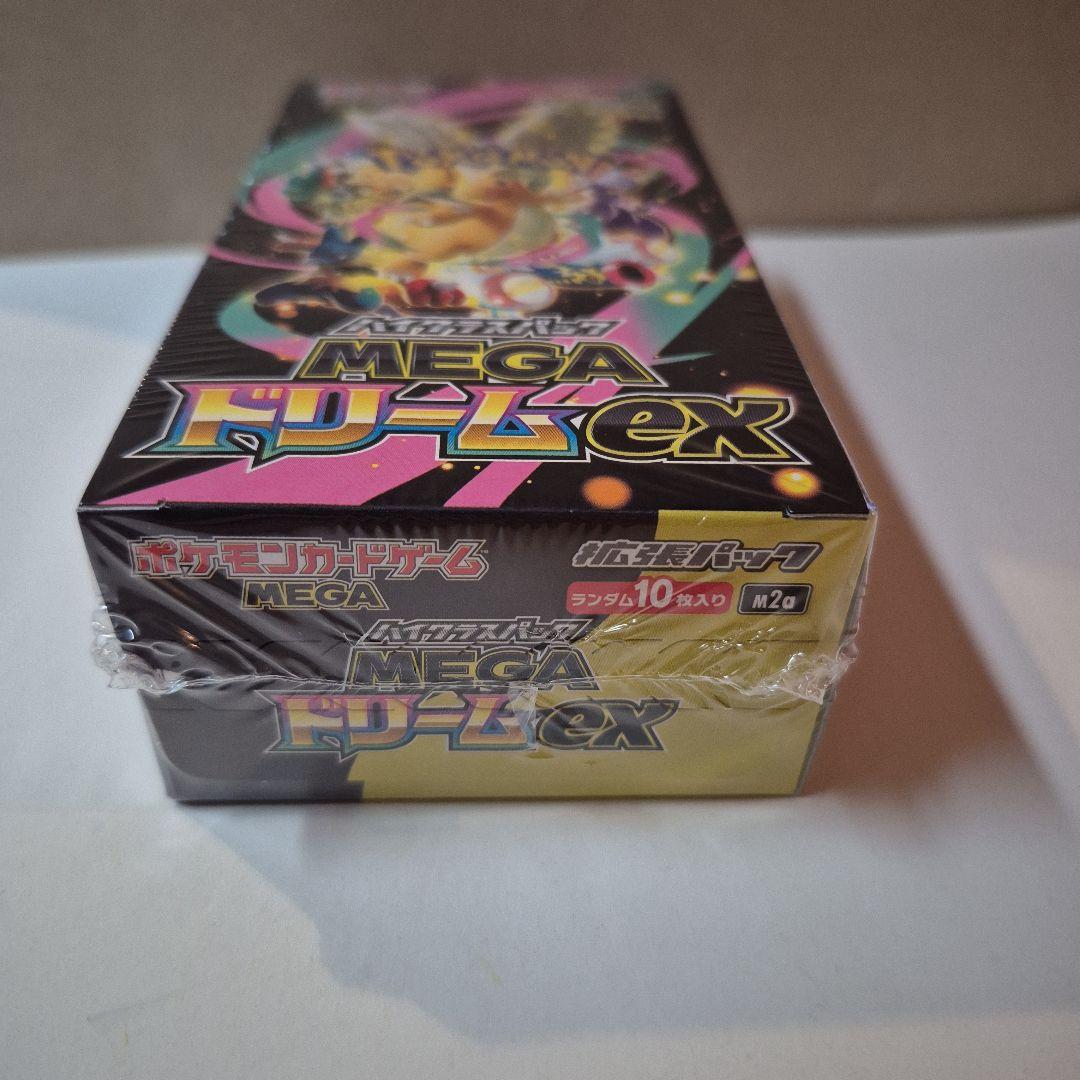 ハイクラスパック
MEGA
ドリームex
ポケモンカードゲーム
MEGA
拡張パック
ランダム10枚入り
M2a
ハイクラスパック
MEGA
ドリームex